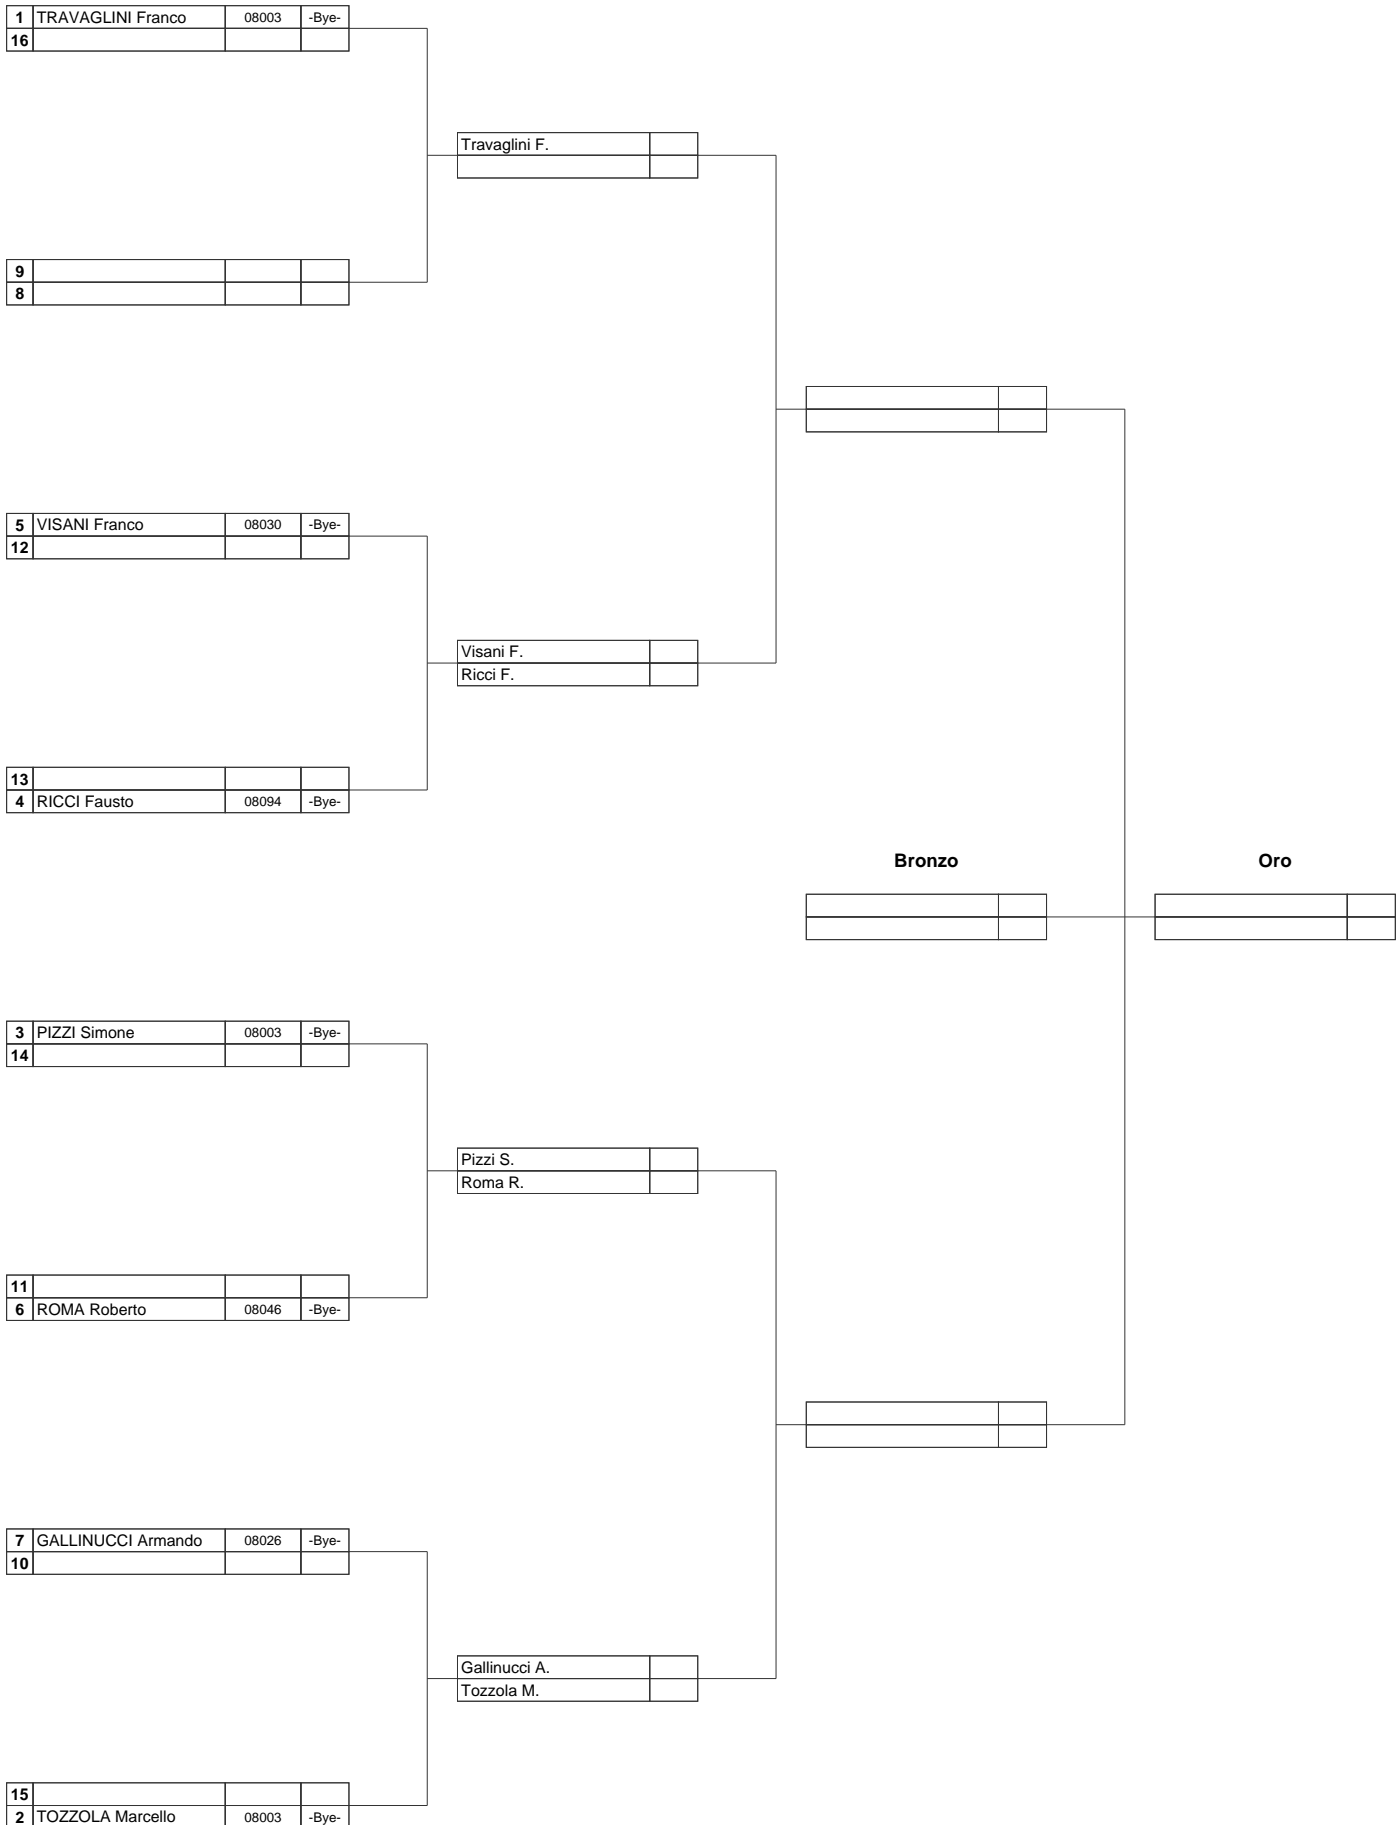 1 TRAVAGLINI Franco 08003 -Bye-
16
Travaglini F.
9
8
5 VISANI Franco 08030 -Bye-
12
Visani F.
Ricci F.
13
4 RICCI Fausto 08094 -Bye-
Bronzo Oro
3 PIZZI Simone 08003 -Bye-
14
Pizzi S.
Roma R.
11
6 ROMA Roberto 08046 -Bye-
7 GALLINUCCI Armando 08026 -Bye-
10
Gallinucci A.
Tozzola M.
15
2 TOZZOLA Marcello 08003 -Bye-